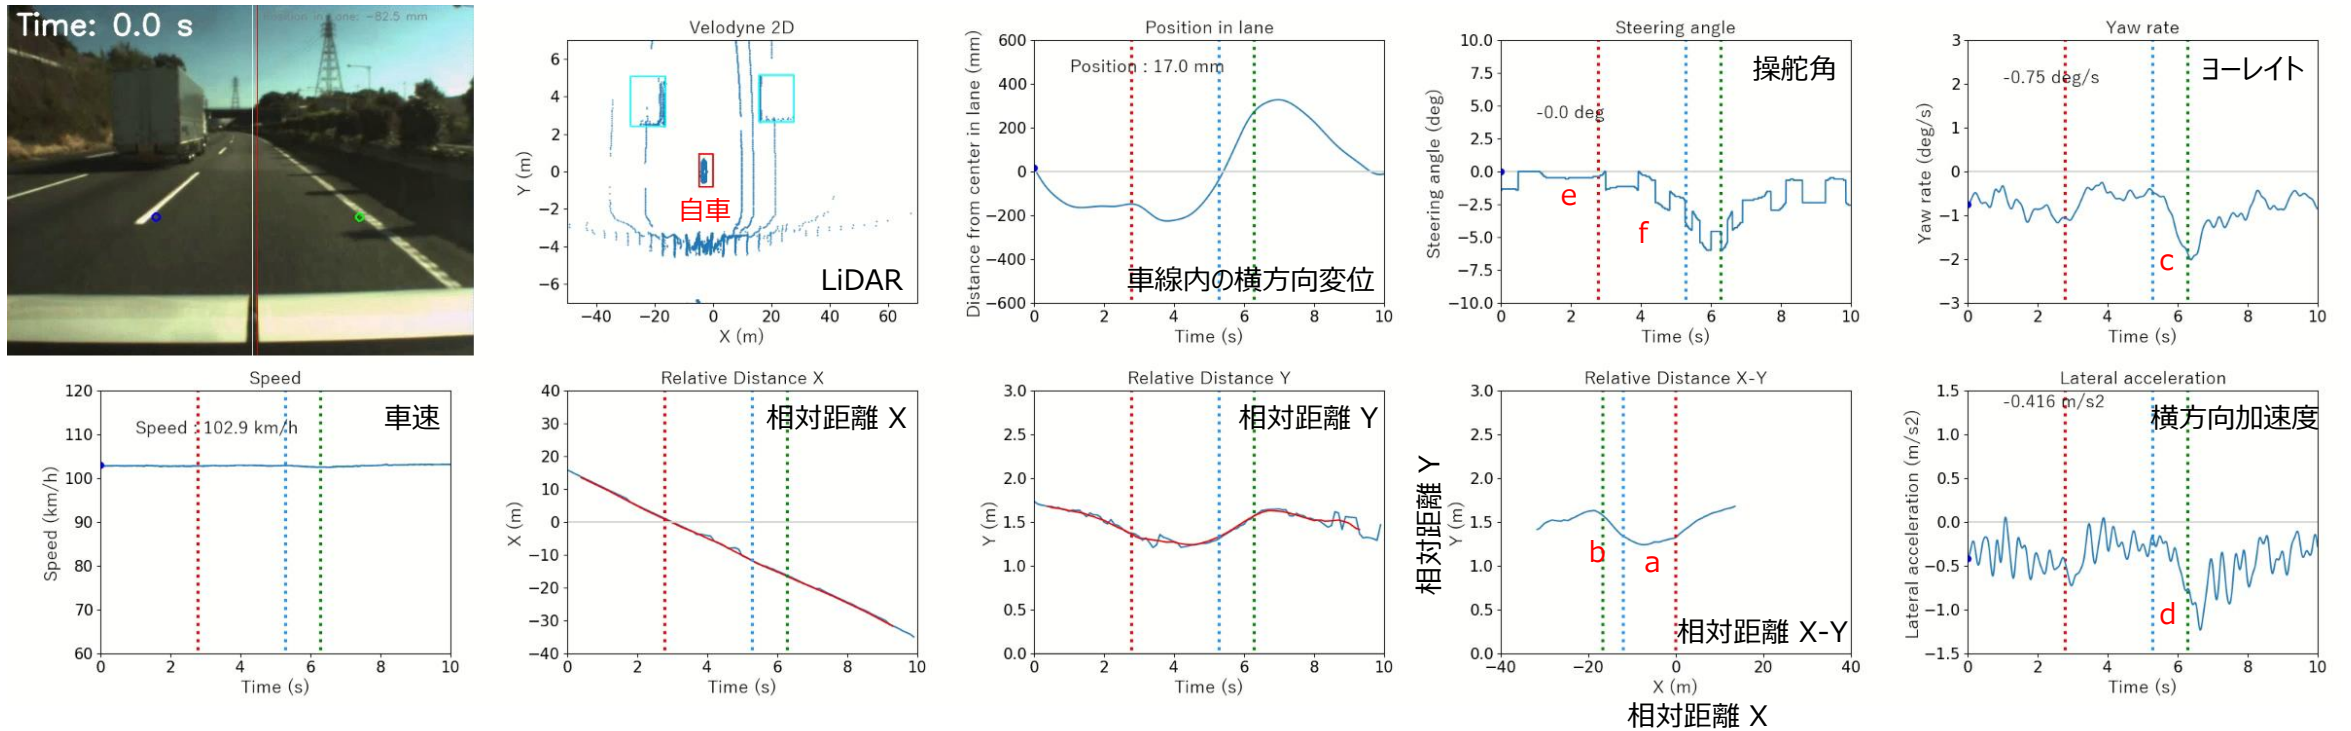 Time: 0.0 s
Position in Lane: -82.5 mm
Velodyne 2D
Y (m)
6
4
2
0
−2
−4
−6
自車
LiDAR
−40 −20 0 20 40 60
X (m)
Position in lane
Distance from center in lane (mm)
600
400
200
0
−200
−400
−600
Position : 17.0 mm
車線内の横方向変位
0 2 4 6 8 10
Time (s)
Steering angle
Steering angle (deg)
10.0
7.5
5.0
2.5
0.0
−2.5
−5.0
−7.5
−10.0
操舵角
-0.0 deg
e
f
0 2 4 6 8 10
Time (s)
Yaw rate
Yaw rate (deg/s)
3
2
1
0
−1
−2
−3
ヨーレイト
-0.75 deg/s
c
0 2 4 6 8 10
Time (s)
Speed
Speed (km/h)
120
110
100
90
80
70
60
車速
Speed : 102.9 km/h
0 2 4 6 8 10
Time (s)
Relative Distance X
X (m)
40
30
20
10
0
−10
−20
−30
−40
相対距離 X
0 2 4 6 8 10
Time (s)
Relative Distance Y
Y (m)
3.0
2.5
2.0
1.5
1.0
0.5
0.0
相対距離 Y
0 2 4 6 8 10
Time (s)
Relative Distance X-Y
相対距離 Y
Y (m)
3.0
2.5
2.0
1.5
1.0
0.5
0.0
b
a
相対距離 X-Y
−40 −20 0 20 40
X (m)
相対距離 X
Lateral acceleration
Lateral acceleration (m/s2)
1.5
1.0
0.5
0.0
−0.5
−1.0
−1.5
-0.416 m/s2
横方向加速度
d
0 2 4 6 8 10
Time (s)